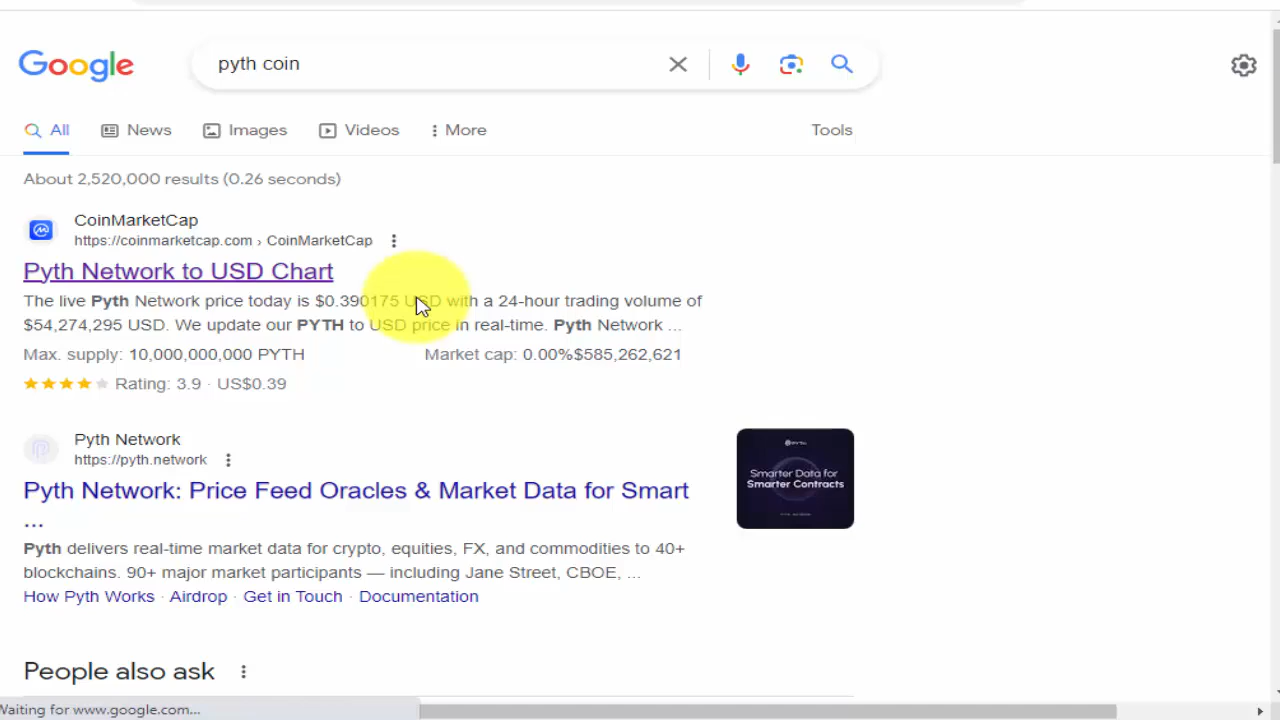 Google
pyth coin
All
News
Images
Videos
More
Tools
About 2,520,000 results (0.26 seconds)
CoinMarketCap
https://coinmarketcap.com › CoinMarketCap
Pyth Network to USD Chart
The live Pyth Network price today is $0.390175 USD with a 24-hour trading volume of
$54,274,295 USD. We update our PYTH to USD price in real-time. Pyth Network ...
Max. supply: 10,000,000,000 PYTH
Market cap: 0.00%$585,262,621
Rating: 3.9 · US$0.39
Pyth Network
https://pyth.network
Pyth Network: Price Feed Oracles & Market Data for Smart
...
Smarter Data for
Smarter Contracts
Pyth delivers real-time market data for crypto, equities, FX, and commodities to 40+
blockchains. 90+ major market participants — including Jane Street, CBOE, ...
How Pyth Works · Airdrop · Get in Touch · Documentation
People also ask
Waiting for www.google.com...